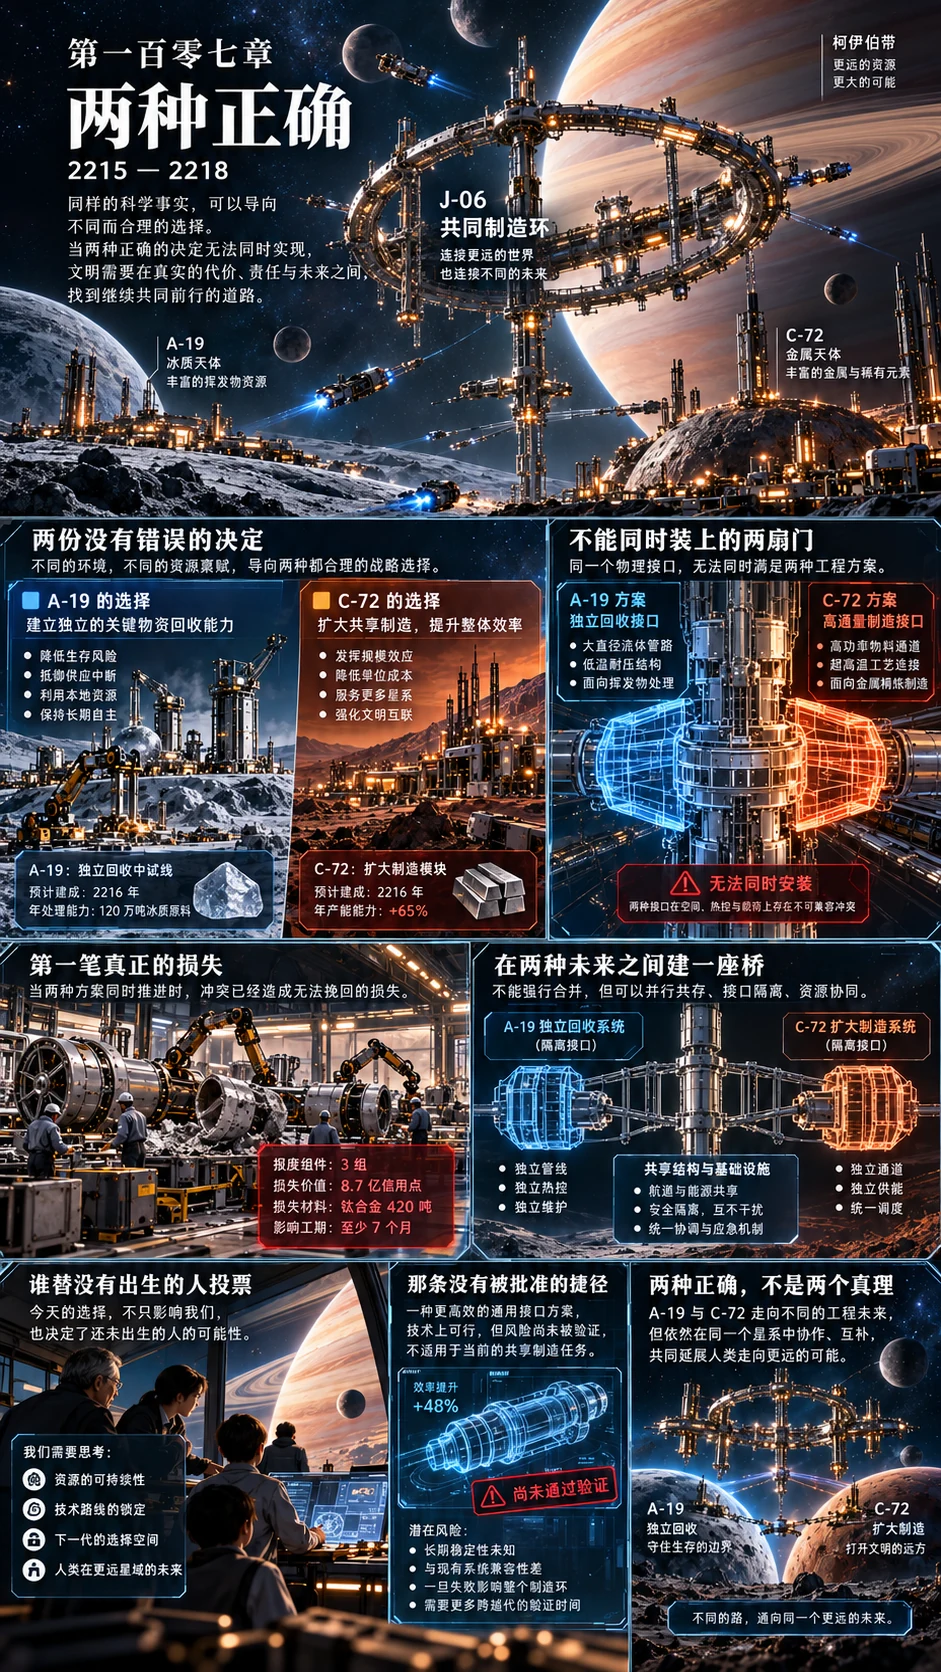 第一百零七章
两种正确
2215 — 2218
同样的科学事实，可以导向
不同而合理的选择。
当两种正确的决定无法同时实现，
文明需要在真实的代价、责任与未来之间，
找到继续共同前行的道路。
柯伊伯带
更远的资源
更大的可能
J-06
共同制造环
连接更远的世界
也连接不同的未来
A-19
冰质天体
丰富的挥发物资源
C-72
金属天体
丰富的金属与稀有元素
两份没有错误的决定
不同的环境，不同的资源禀赋，导向两种都合理的战略选择。
A-19 的选择
建立独立的关键物资回收能力
降低生存风险
抵御供应中断
利用本地资源
保持长期自主
A-19：独立回收中试线
预计建成：2216 年
年处理能力：120 万吨冰质原料
C-72 的选择
扩大共享制造，提升整体效率
发挥规模效应
降低单位成本
服务更多星系
强化文明互联
C-72：扩大制造模块
预计建成：2216 年
年产能能力：+65%
不能同时装上的两扇门
同一个物理接口，无法同时满足两种工程方案。
A-19 方案
独立回收接口
大直径流体管路
低温耐压结构
面向挥发物处理
C-72 方案
高通量制造接口
高功率物料通道
超高温工艺连接
面向金属精炼制造
无法同时安装
两种接口在空间、热控与载荷上存在不可兼容冲突
第一笔真正的损失
当两种方案同时推进时，冲突已经造成无法挽回的损失。
报废组件：3 组
损失价值：8.7 亿信用点
损失材料：钛合金 420 吨
影响工期：至少 7 个月
在两种未来之间建一座桥
不能强行合并，但可以并行共存、接口隔离、资源协同。
A-19 独立回收系统
（隔离接口）
C-72 扩大制造系统
（隔离接口）
独立管线
独立热控
独立维护
共享结构与基础设施
航道与能源共享
安全隔离，互不干扰
统一协调与应急机制
独立通道
独立供能
统一调度
谁替没有出生的人投票
今天的选择，不只影响我们，
也决定了还未出生的人的可能性。
我们需要思考：
资源的可持续性
技术路线的锁定
下一代的选择空间
人类在更远星域的未来
那条没有被批准的捷径
一种更高效的通用接口方案，
技术上可行，但风险尚未被验证，
不适用于当前的共享制造任务。
效率提升
+48%
尚未通过验证
潜在风险：
长期稳定性未知
与现有系统兼容性差
一旦失败影响整个制造环
需要更多跨越代的验证时间
两种正确，不是两个真理
A-19 与 C-72 走向不同的工程未来，
但依然在同一个星系中协作、互补，
共同延展人类走向更远的可能。
A-19
独立回收
守住生存的边界
C-72
扩大制造
打开文明的远方
不同的路，通向同一个更远的未来。